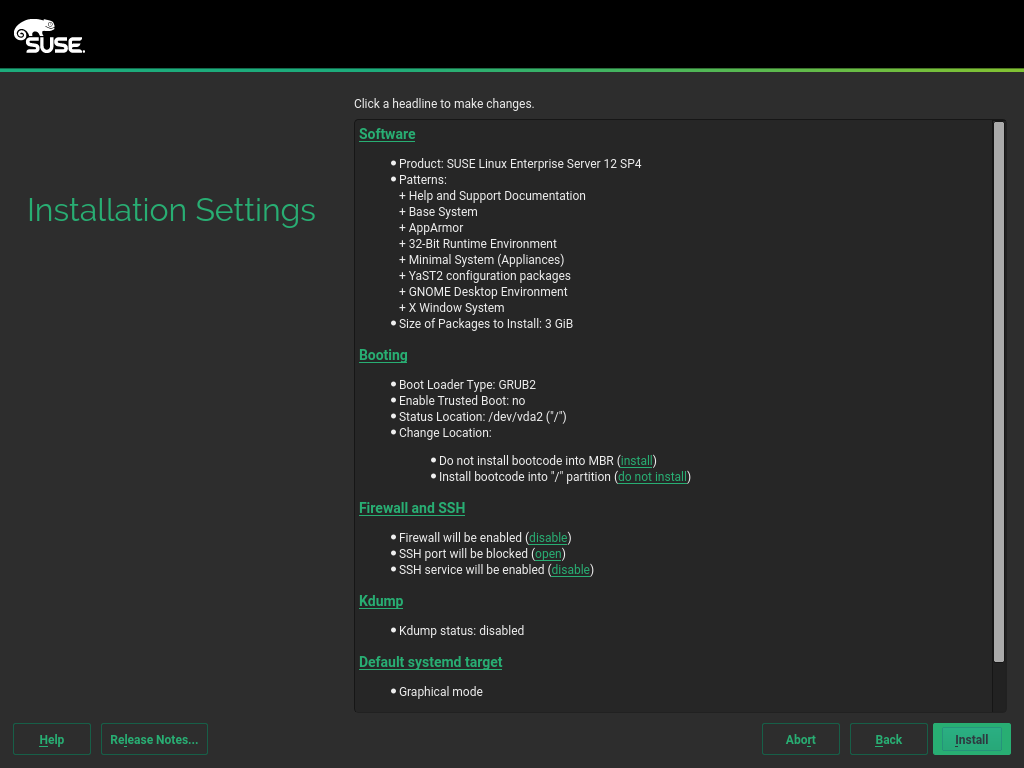 SUSE.
Click a headline to make changes.
Installation Settings
Software
• Product: SUSE Linux Enterprise Server 12 SP4
• Patterns:
+ Help and Support Documentation
+ Base System
+ AppArmor
+ 32-Bit Runtime Environment
+ Minimal System (Appliances)
+ YaST2 configuration packages
+ GNOME Desktop Environment
+ X Window System
• Size of Packages to Install: 3 GiB
Booting
• Boot Loader Type: GRUB2
• Enable Trusted Boot: no
• Status Location: /dev/vda2 ("/")
• Change Location:
• Do not install bootcode into MBR (install)
• Install bootcode into "/" partition (do not install)
Firewall and SSH
• Firewall will be enabled (disable)
• SSH port will be blocked (open)
• SSH service will be enabled (disable)
Kdump
• Kdump status: disabled
Default systemd target
• Graphical mode
Help
Release Notes...
Abort
Back
Install